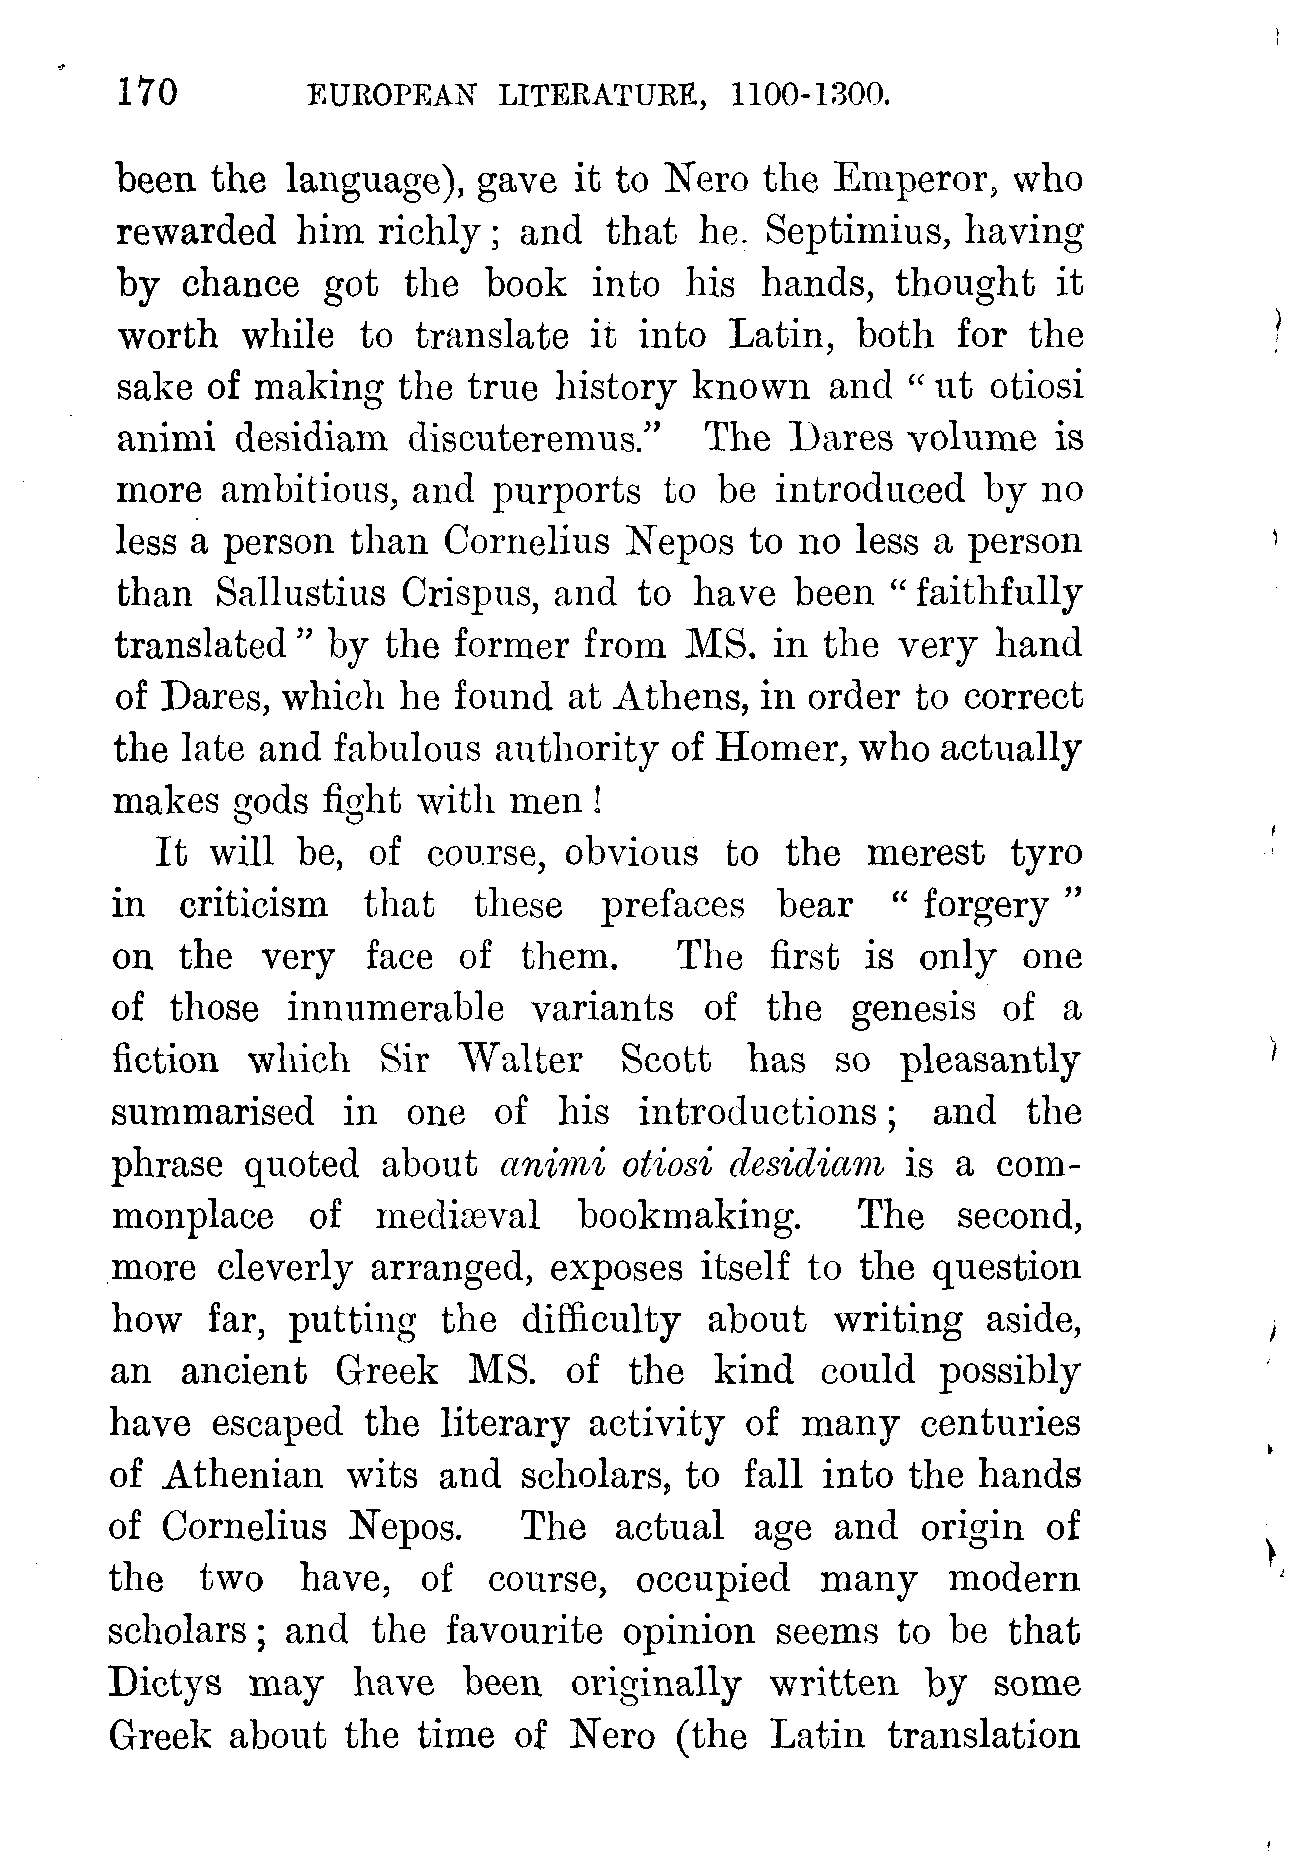 170 EUROPEAN LITERATURE, 1100-1300.
been the language), gave it to Nero the Emperor, who
rewarded him richly; and that he. Septimius, having
by chance got the book into his hands, thought it
worth while to translate it into Latin, both for the
sake of making the true history known and “ut otiosi
animi desidiam discuteremus.” The Dares volume is
more ambitious, and purports to be introduced by no
less a person than Cornelius Nepos to no less a person
than Sallustius Crispus, and to have been “faithfully
translated” by the former from MS. in the very hand
of Dares, which he found at Athens, in order to correct
the late and fabulous authority of Homer, who actually
makes gods fight with men!
It will be, of course, obvious to the merest tyro
in criticism that these prefaces bear “forgery”
on the very face of them. The first is only one
of those innumerable variants of the genesis of a
fiction which Sir Walter Scott has so pleasantly
summarised in one of his introductions; and the
phrase quoted about animi otiosi desidiam is a com-
monplace of mediæval bookmaking. The second,
more cleverly arranged, exposes itself to the question
how far, putting the difficulty about writing aside,
an ancient Greek MS. of the kind could possibly
have escaped the literary activity of many centuries
of Athenian wits and scholars, to fall into the hands
of Cornelius Nepos. The actual age and origin of
the two have, of course, occupied many modern
scholars; and the favourite opinion seems to be that
Dictys may have been originally written by some
Greek about the time of Nero (the Latin translation